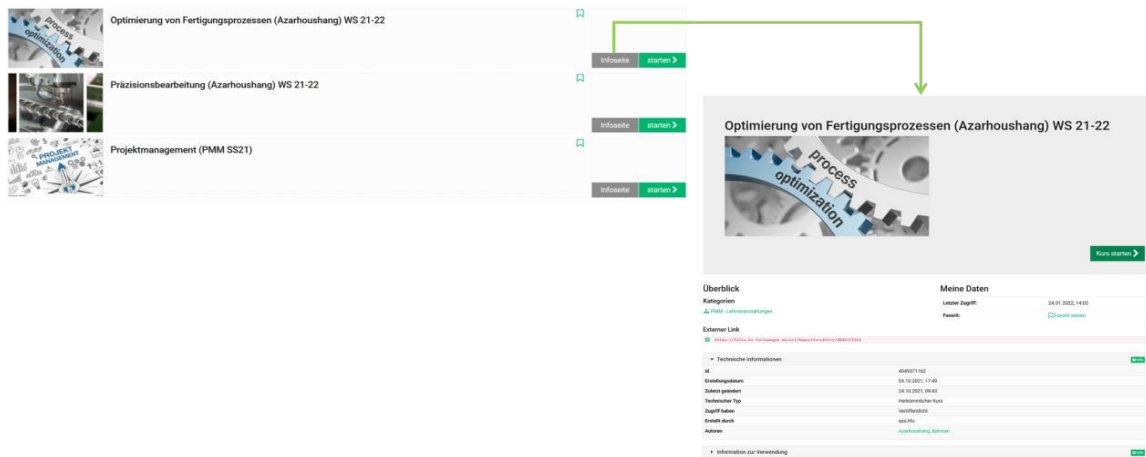 process
optimization
Optimierung von Fertigungsprozessen (Azarhoushang) WS 21-22
Infoseite
starten
Präzisionsbearbeitung (Azarhoushang) WS 21-22
Infoseite
starten
PROJEKT
MANAGEMENT
Projektmanagement (PMM SS21)
Infoseite
starten
Optimierung von Fertigungsprozessen (Azarhoushang) WS 21-22
process
optimization
Kurs starten
Überblick
Kategorien
PMM - Lehrveranstaltungen
Meine Daten
Letzter Zugriff: 24.01.2022, 14:00
Favorit: Favorit setzen
Externer Link
Technische Informationen
Id 4049371162
Erstellungsdatum 03.10.2021, 17:49
Zuletzt geändert 24.10.2021, 09:43
Technischer Typ Herkömmlicher Kurs
Zugriff haben Veröffentlicht
Erstellt durch
Autoren Azarhoushang, Bahman
Information zur Verwendung